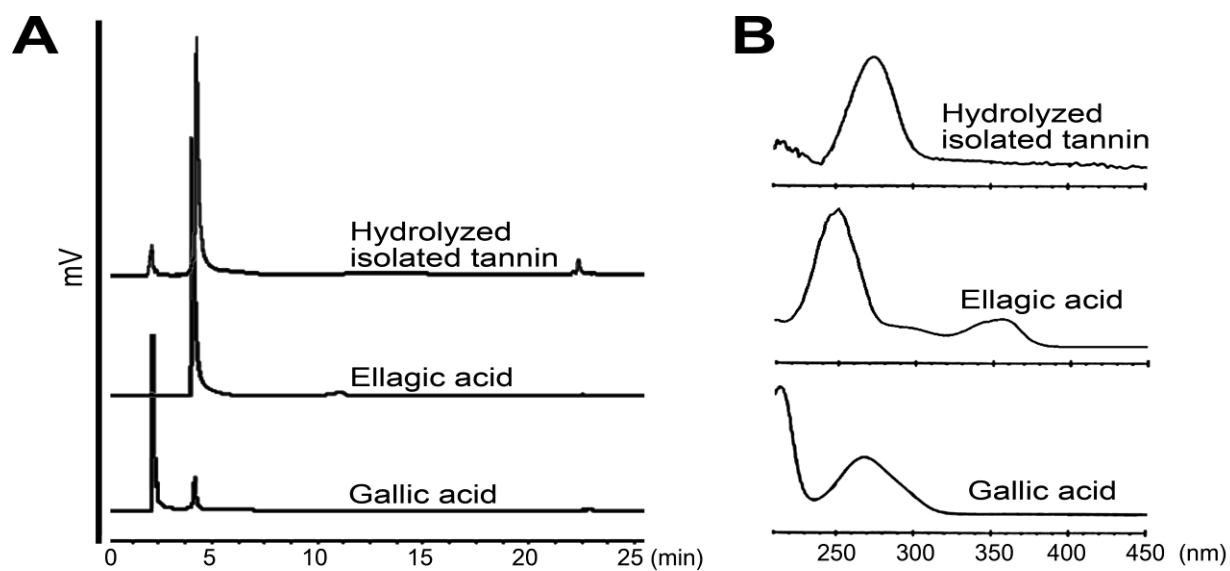 A
mV
Hydrolyzed
isolated tannin
Ellagic acid
Gallic acid
0 5 10 15 20 25 (min)
B
Hydrolyzed
isolated tannin
Ellagic acid
Gallic acid
250 300 350 400 450 (nm)